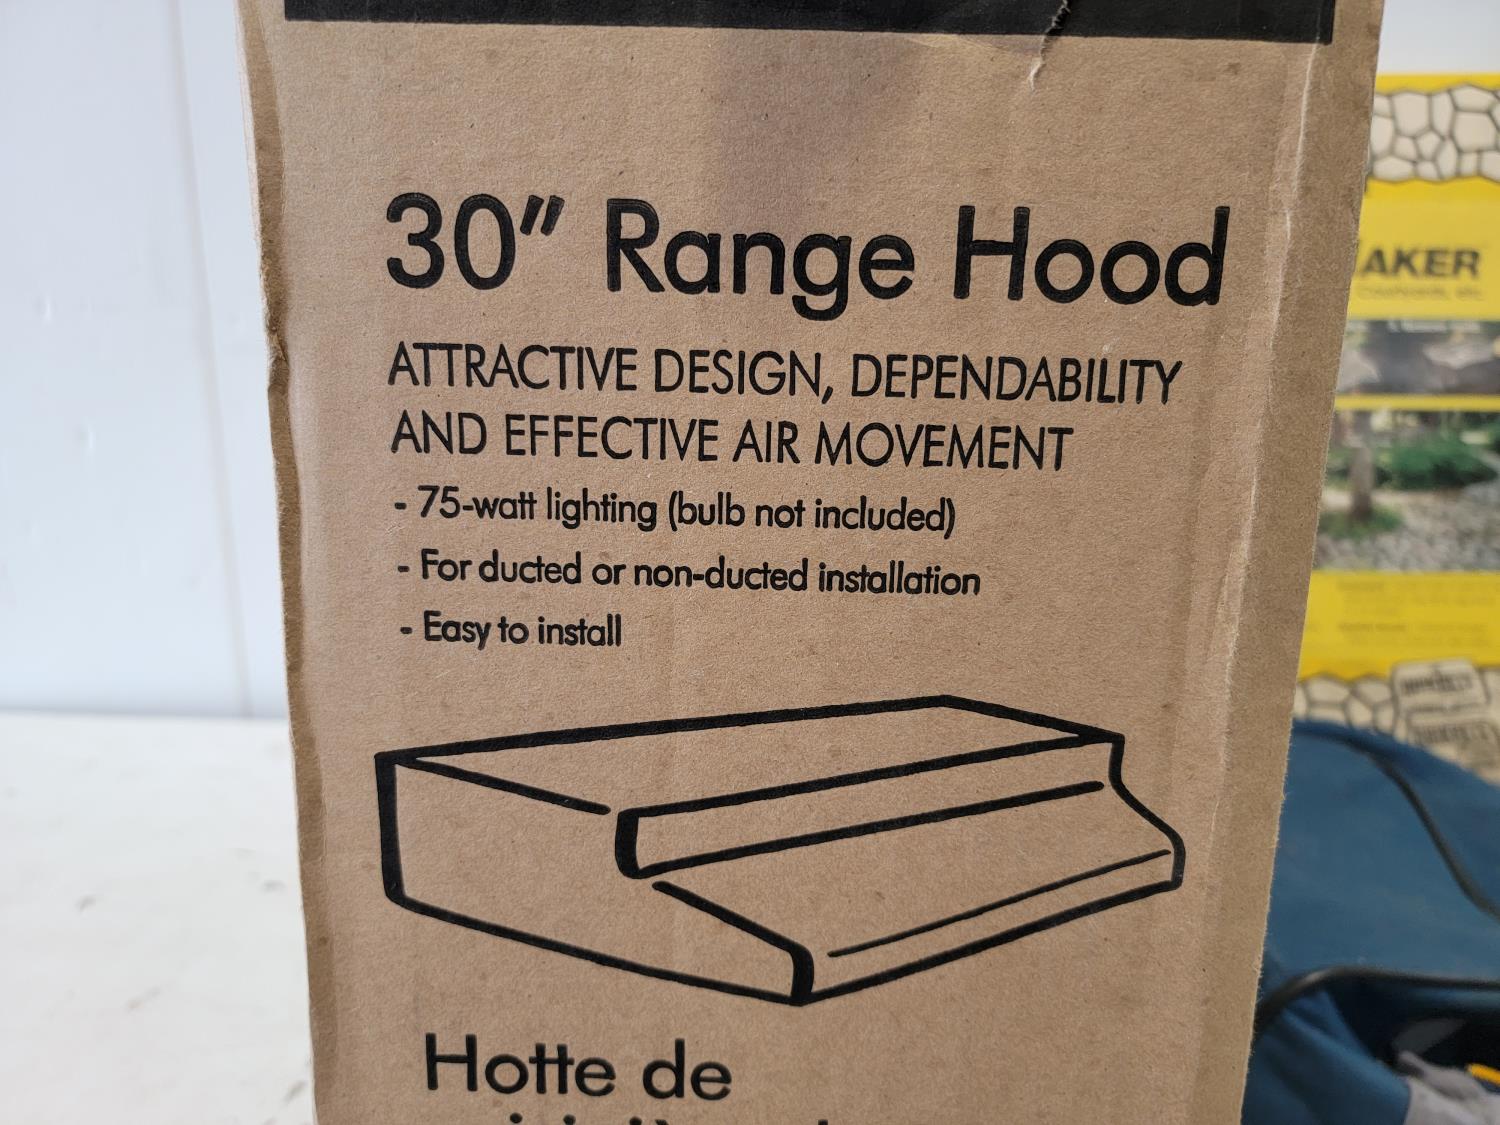 30″ Range Hood
ATTRACTIVE DESIGN, DEPENDABILITY
AND EFFECTIVE AIR MOVEMENT
- 75-watt lighting (bulb not included)
- For ducted or non-ducted installation
- Easy to install
Hotte de
AKER